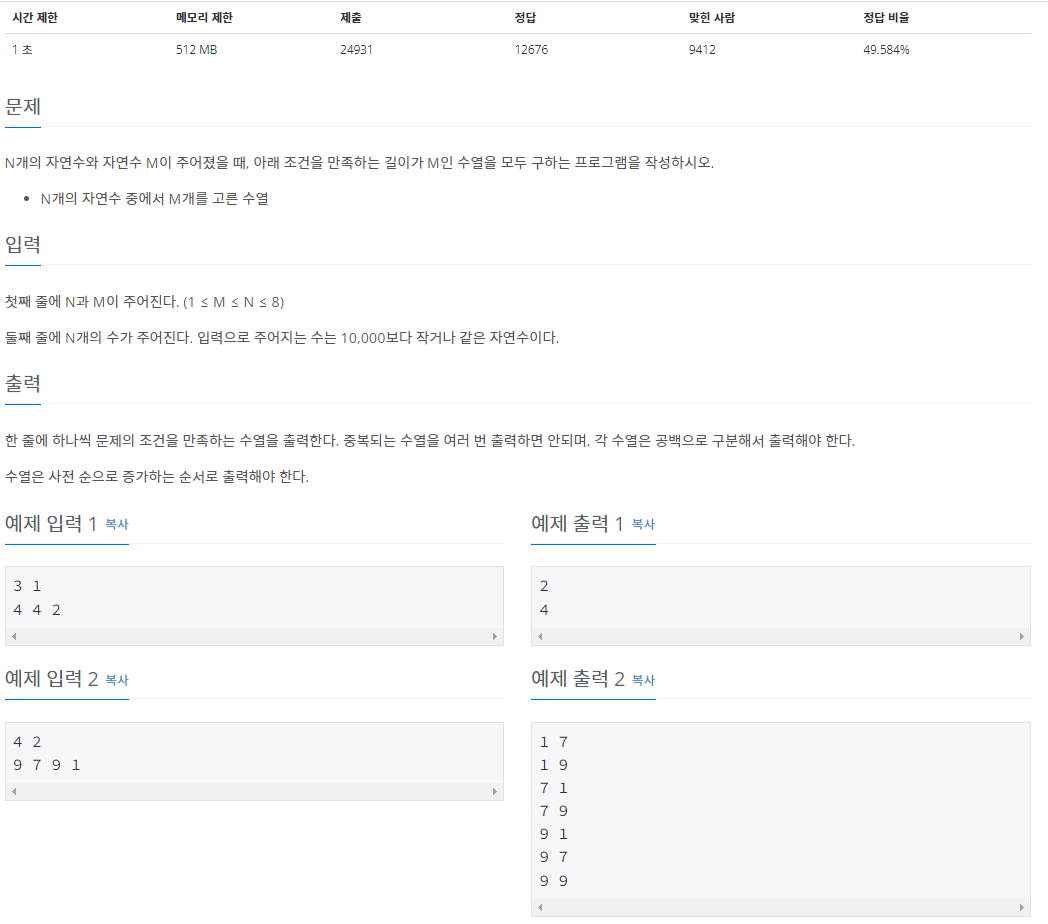 시간 제한 메모리 제한 제출 정답 맞힌 사람 정답 비율
1 초 512 MB 24931 12676 9412 49.584%
문제
N개의 자연수와 자연수 M이 주어졌을 때, 아래 조건을 만족하는 길이가 M인 수열을 모두 구하는 프로그램을 작성하시오.
• N개의 자연수 중에서 M개를 고른 수열
입력
첫째 줄에 N과 M이 주어진다. (1 ≤ M ≤ N ≤ 8)
둘째 줄에 N개의 수가 주어진다. 입력으로 주어지는 수는 10,000보다 작거나 같은 자연수이다.
출력
한 줄에 하나씩 문제의 조건을 만족하는 수열을 출력한다. 중복되는 수열을 여러 번 출력하면 안되며, 각 수열은 공백으로 구분해서 출력해야 한다.
수열은 사전 순으로 증가하는 순서로 출력해야 한다.
예제 입력 1 복사
3 1
4 4 2
예제 출력 1 복사
2
4
예제 입력 2 복사
4 2
9 7 9 1
예제 출력 2 복사
1 7
1 9
7 1
7 9
9 1
9 7
9 9